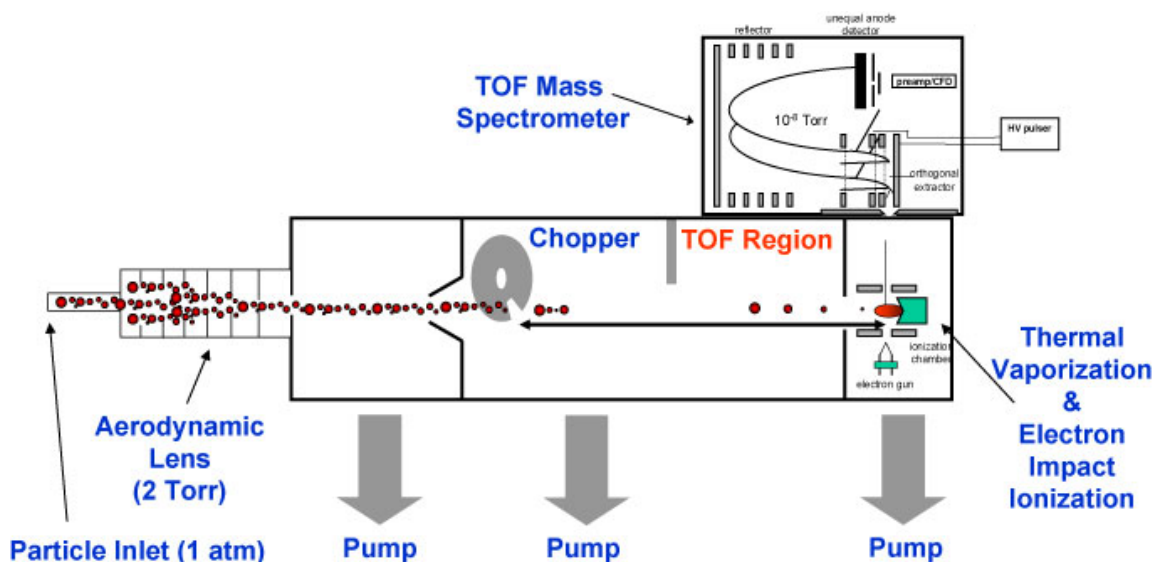 unequal anode
detector
reflector
TOF Mass
Spectrometer
preamp/CFD
10⁻⁸ Torr
HV pulser
orthogonal
extractor
Chopper
TOF Region
ionization
chamber
electron gun
Thermal
Vaporization
&
Electron
Impact
Ionization
Aerodynamic
Lens
(2 Torr)
Particle Inlet (1 atm)
Pump
Pump
Pump